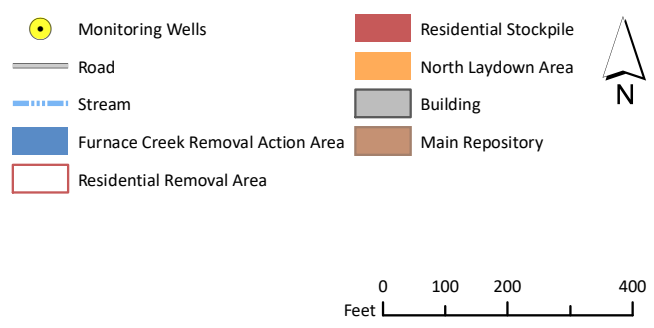 Monitoring Wells
Road
Stream
Furnace Creek Removal Action Area
Residential Removal Area
Residential Stockpile
North Laydown Area
Building
Main Repository
N
0 100 200 400
Feet